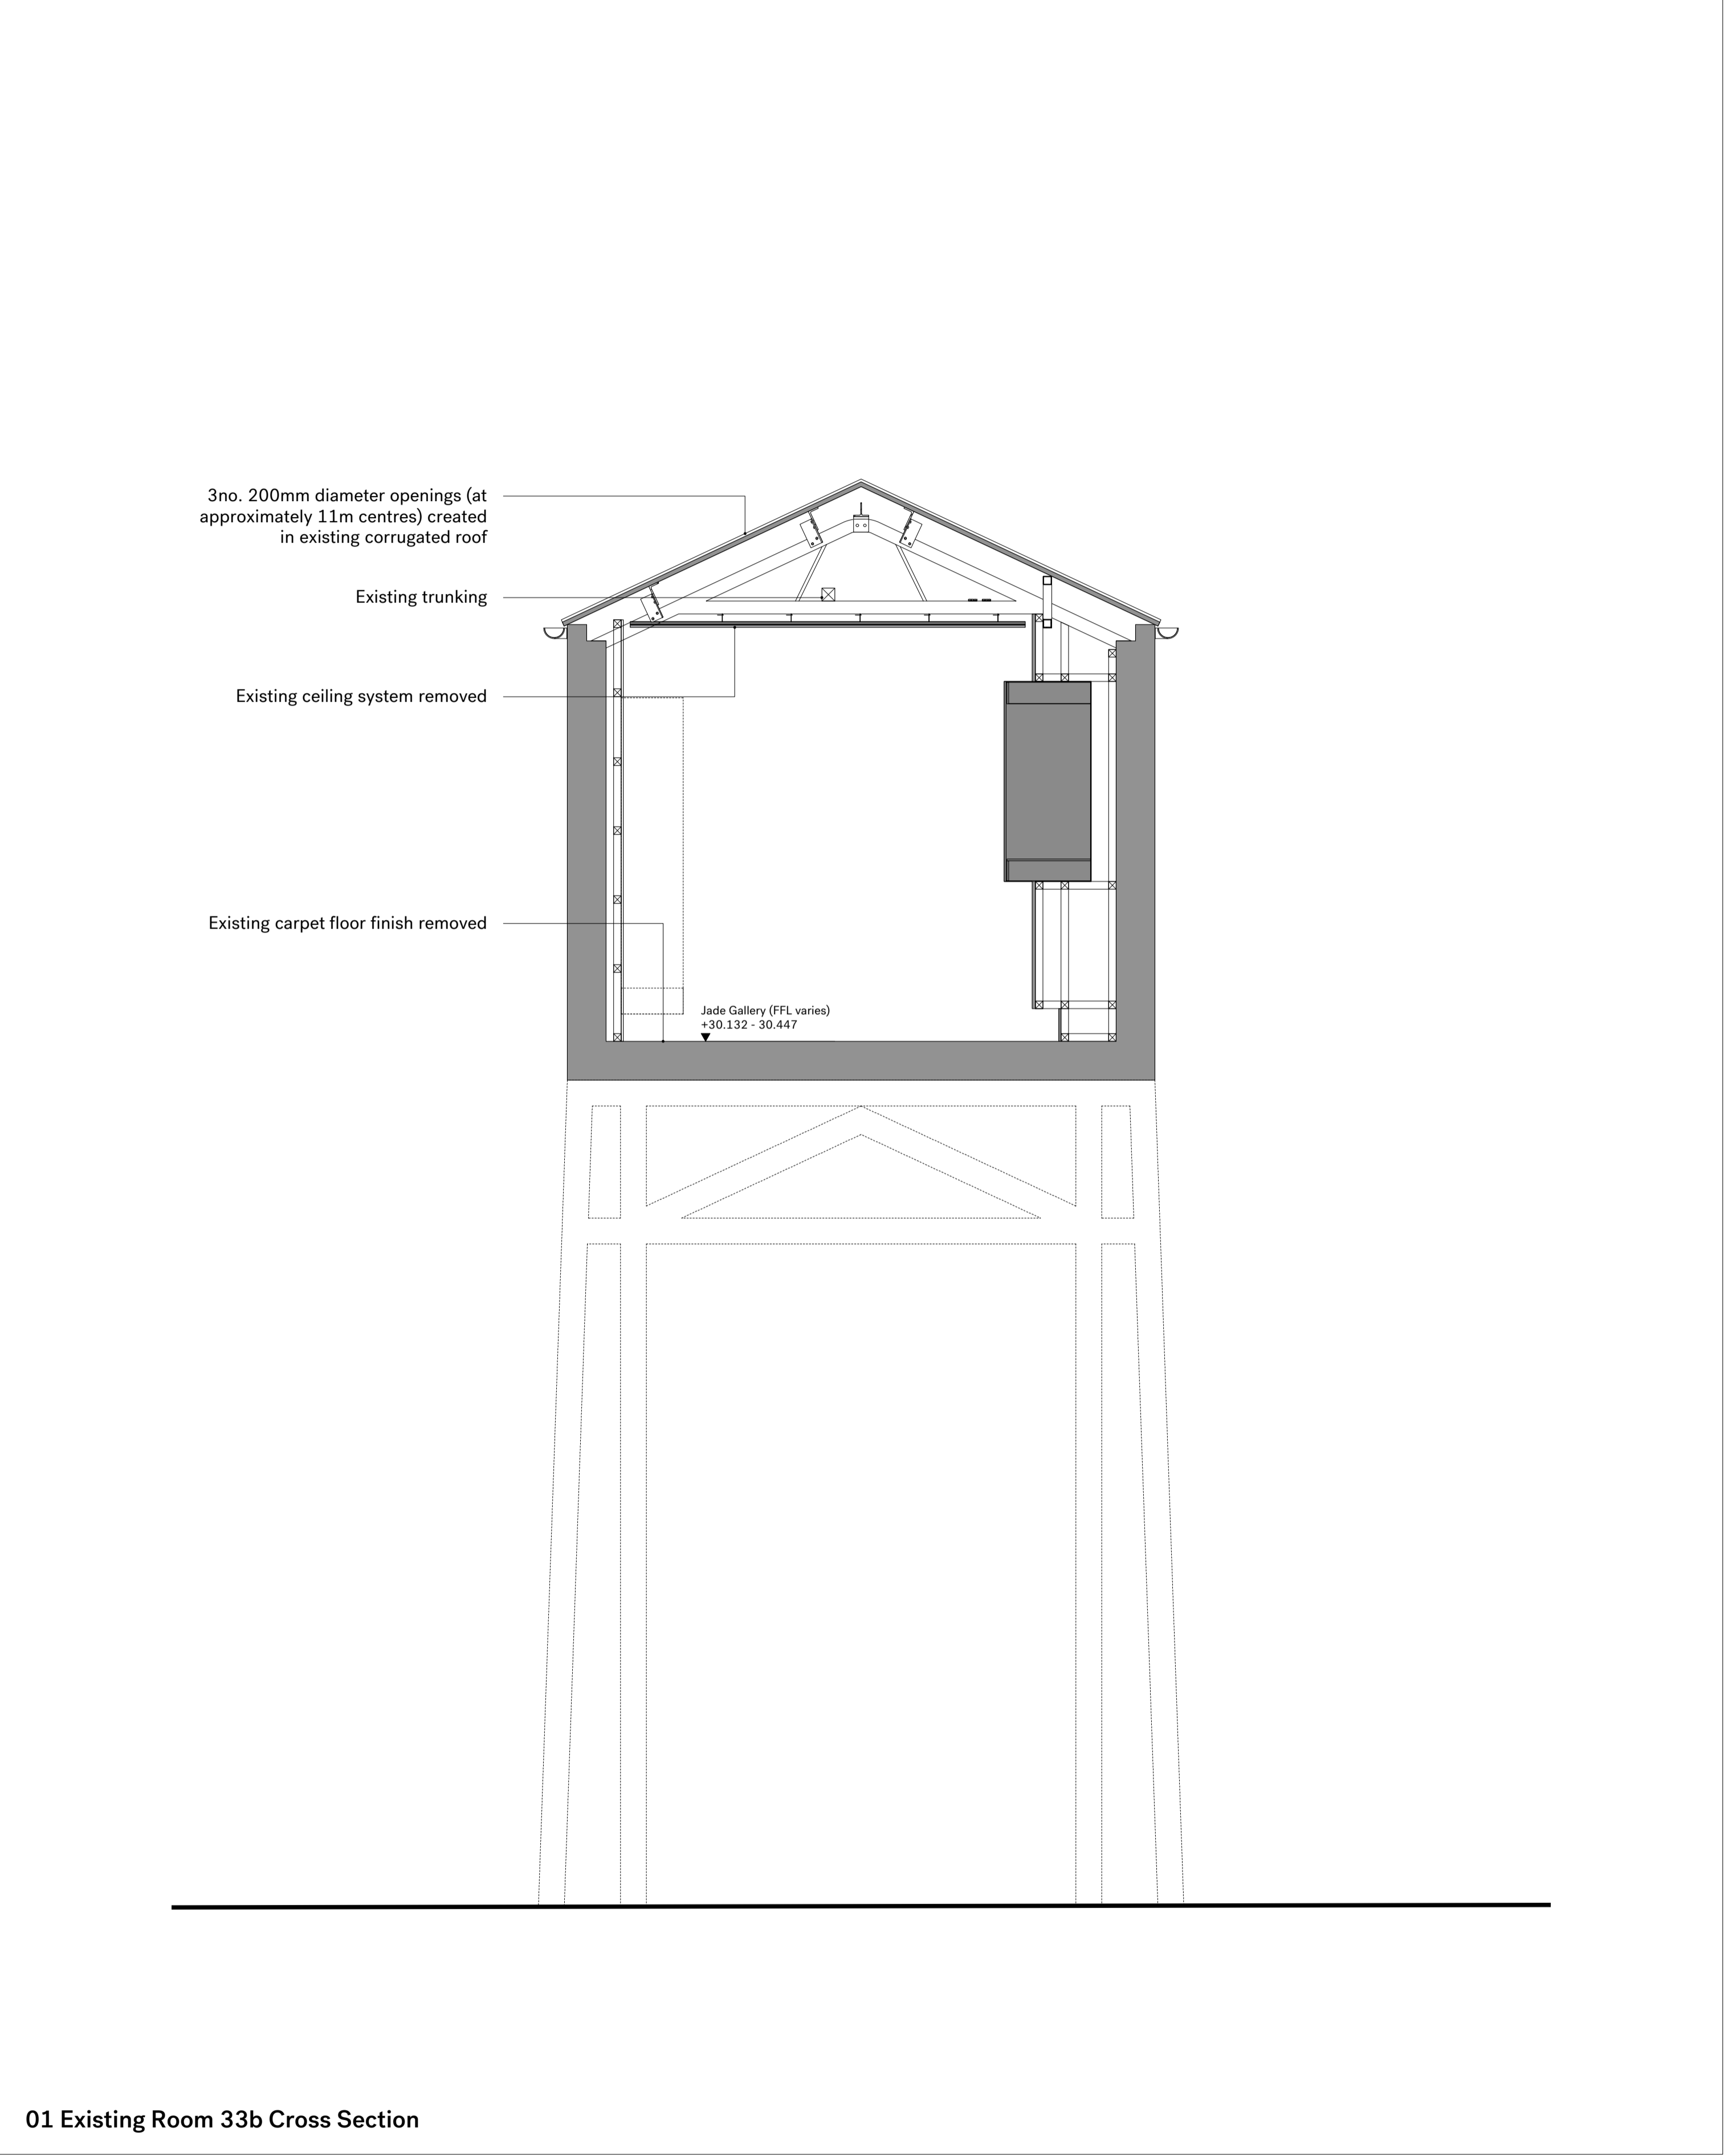 3no. 200mm diameter openings (at
approximately 11m centres) created
in existing corrugated roof
Existing trunking
Existing ceiling system removed
Existing carpet floor finish removed
Jade Gallery (FFL varies)
+30.132 - 30.447
01 Existing Room 33b Cross Section